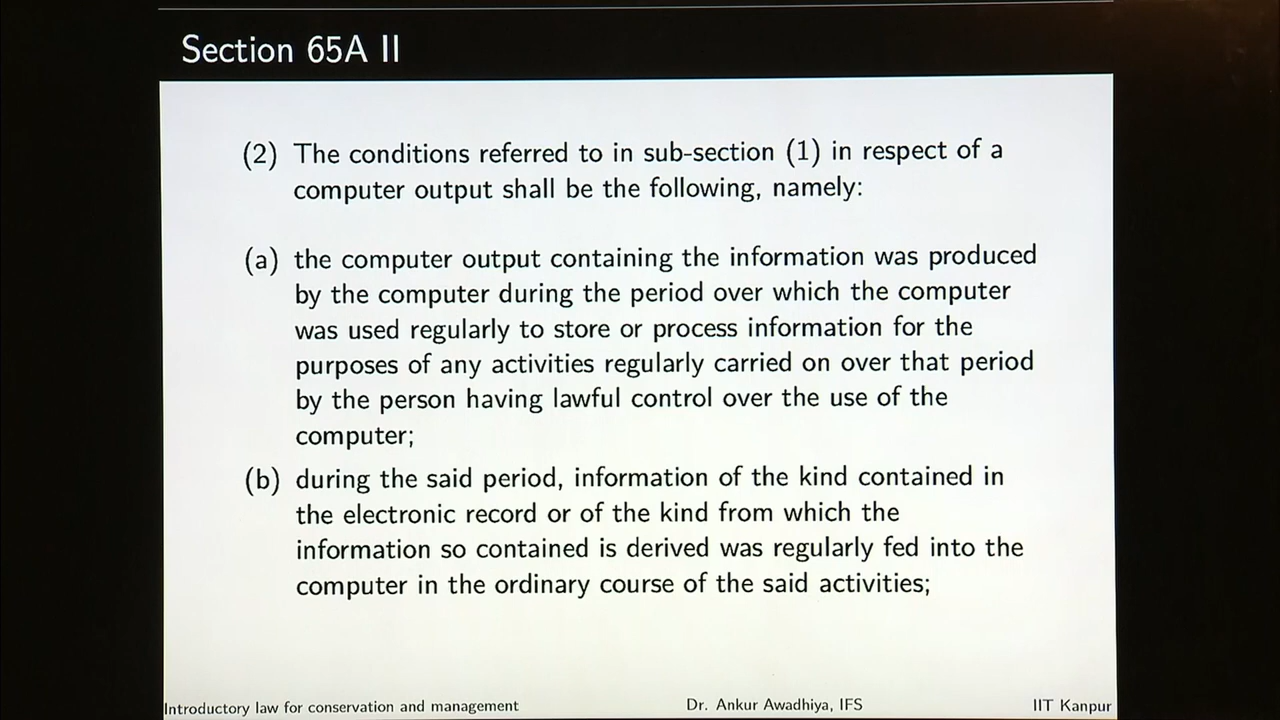 Section 65A II
(2) The conditions referred to in sub-section (1) in respect of a
computer output shall be the following, namely:
(a) the computer output containing the information was produced
by the computer during the period over which the computer
was used regularly to store or process information for the
purposes of any activities regularly carried on over that period
by the person having lawful control over the use of the
computer;
(b) during the said period, information of the kind contained in
the electronic record or of the kind from which the
information so contained is derived was regularly fed into the
computer in the ordinary course of the said activities;
Introductory law for conservation and management Dr. Ankur Awadhiya, IFS IIT Kanpur